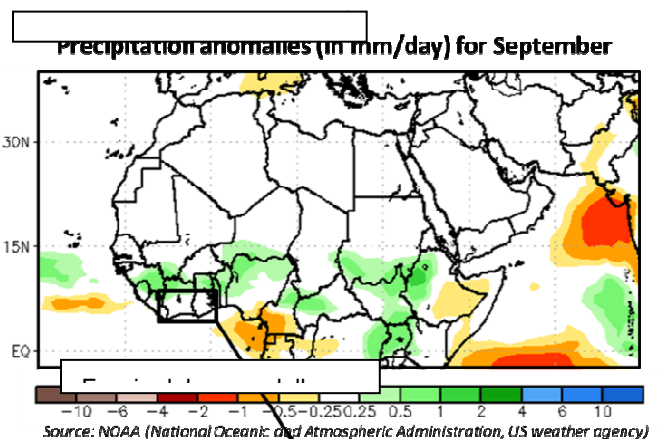 Precipitation anomalies (in mm/day) for September
30N
15N
EQ
-10 -6 -4 -2 -1 -0.5 -0.25 0.25 0.5 1 2 4 6 10
Source: NOAA (National Oceanic and Atmospheric Administration, US weather agency)